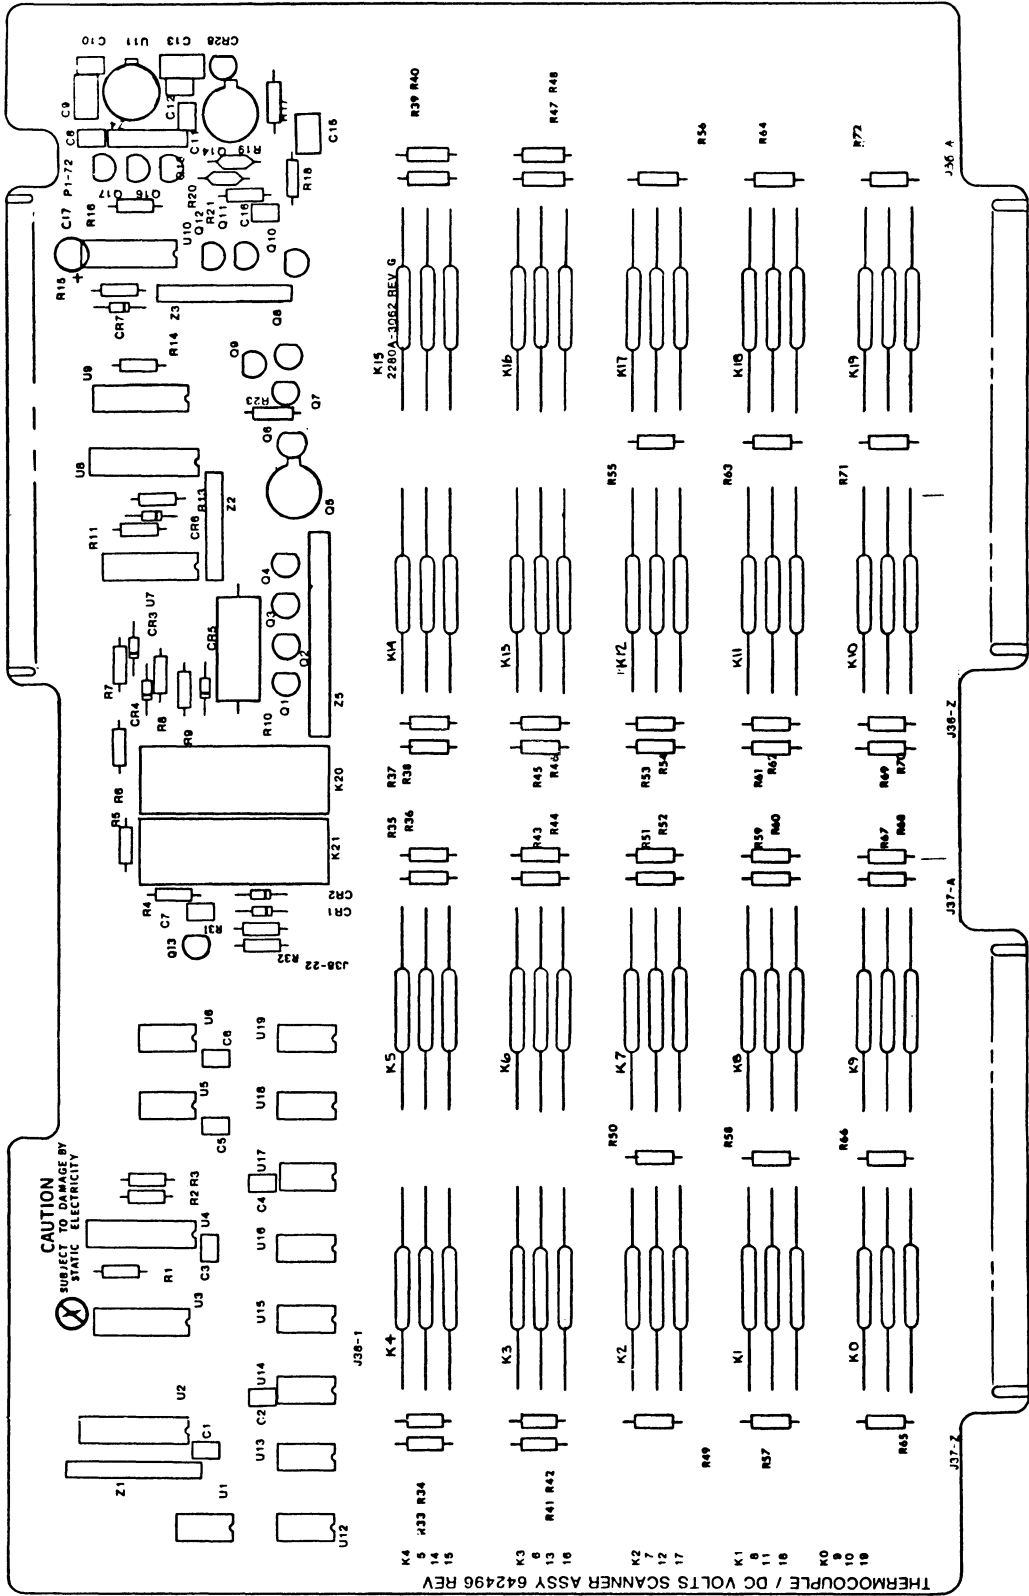 C10
U11
C13
CR28
C9
C12
R17
C8
C11
C15
P1-72
Q17
Q16
Q15
Q14
R19
R18
C17
R16
R20
R21
Q11
C16
Q12
U10
Q10
R15
CR7
Z3
Q8
R14
U9
Q9
R23
Q7
Q6
U8
R13
Z2
Q5
R11
CR6
U7
Q4
CR3
Q3
CR5
Q2
R7
CR4
R8
R9
R10
Q1
Z5
R6
K20
R5
K21
R4
C7
CR2
CR1
R31
R32
Q13
J38-22
U6
C6
U19
U5
C5
U18
CAUTION
SUBJECT TO DAMAGE BY
STATIC ELECTRICITY
R2 R3
U17
C4
U4
C3
U16
R1
U3
U15
J38-1
U2
U14
C2
C1
U13
Z1
U1
U12
R39 R40
R47 R48
R56
R64
R72
J36 A
K15
2280A-3062 REV G
K16
K17
K18
K19
R55
R63
R71
K14
K13
K12
K11
K10
J36-Z
R37
R38
R45
R46
R53
R54
R61
R62
R69
R70
R35
R36
R43
R44
R51
R52
R59
R60
R67
R68
J37-A
K5
K6
K7
K8
K9
R50
R58
R66
K4
K3
K2
K1
K0
R33 R34
R41 R42
R49
R57
R65
J37-Z
K4
5
14
15
K3
6
13
16
K2
7
12
17
K1
8
11
18
K0
9
10
19
THERMOCOUPLE / DC VOLTS SCANNER ASSY 642496 REV